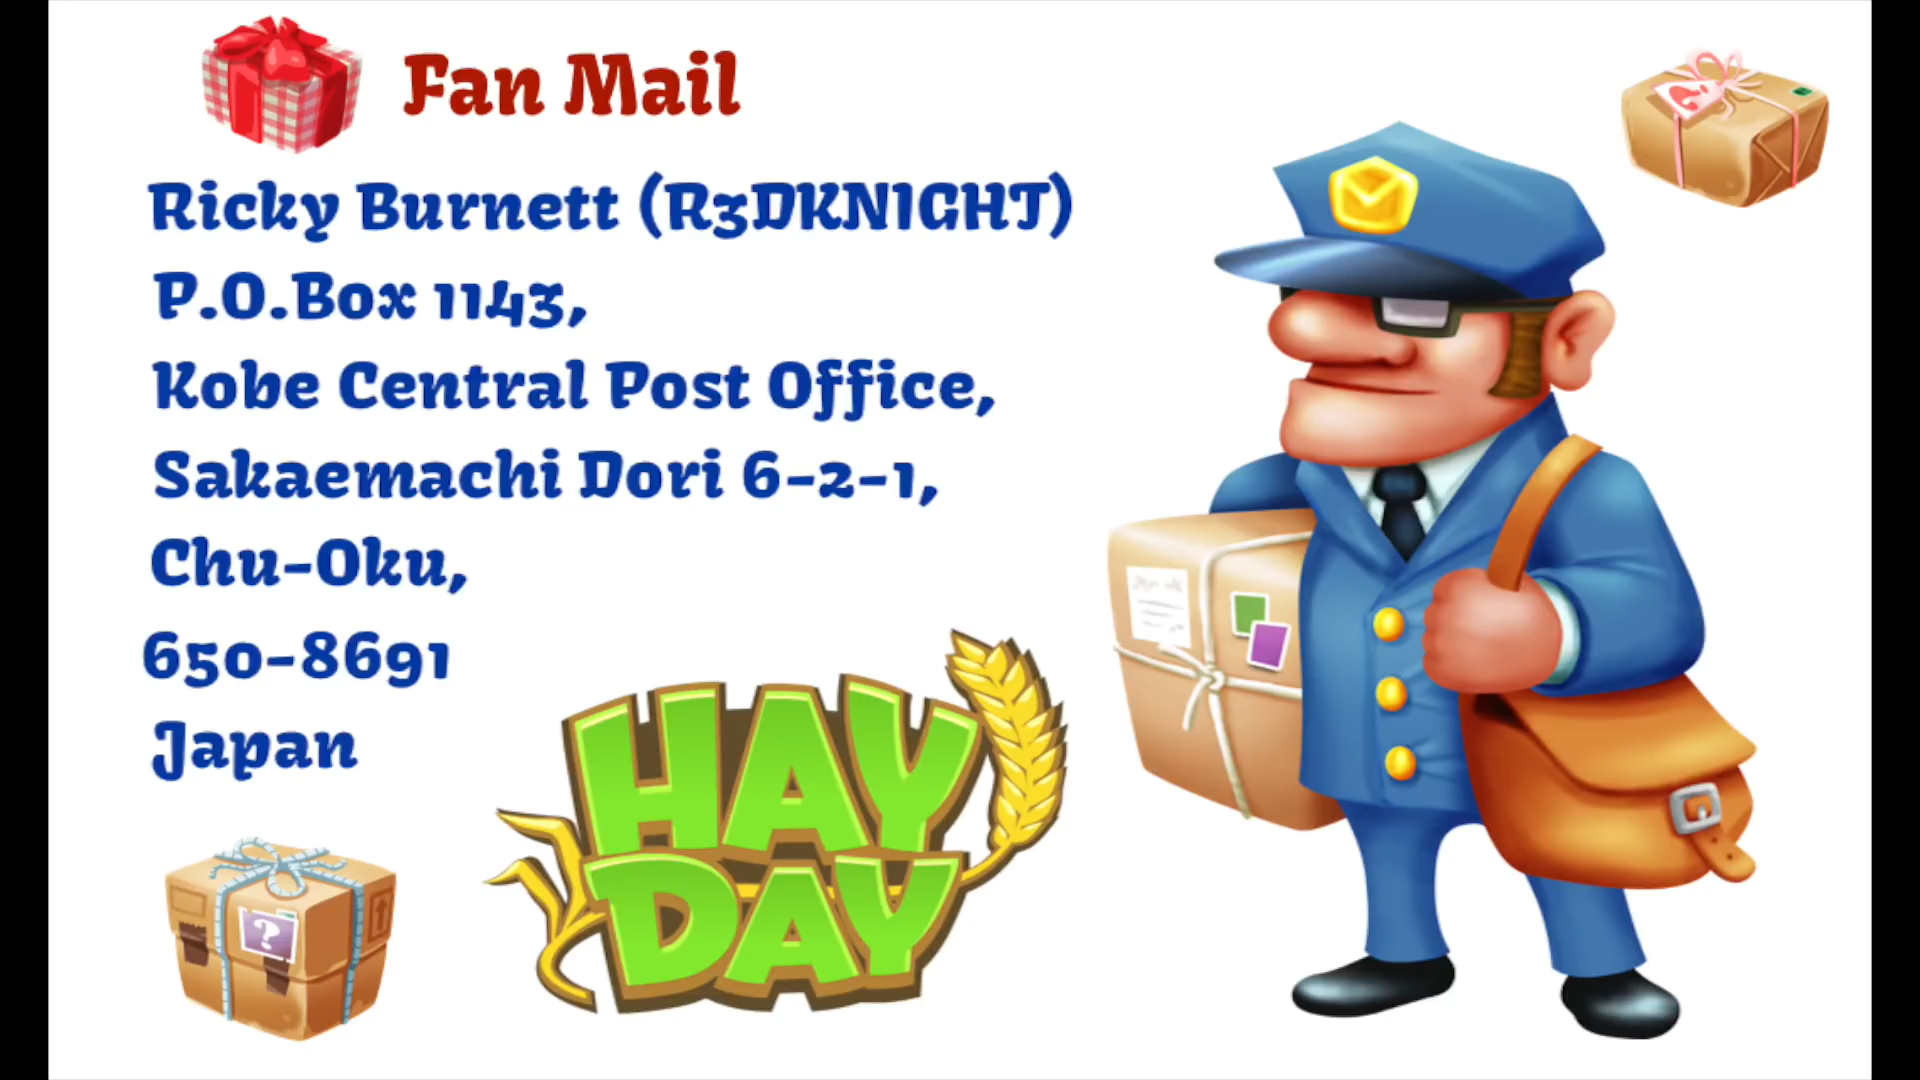 Fan Mail
Ricky Burnett (R3DKNIGHT)
P.O.Box 1143,
Kobe Central Post Office,
Sakaemachi Dori 6-2-1,
Chu-Oku,
650-8691
Japan
HAY
DAY
?